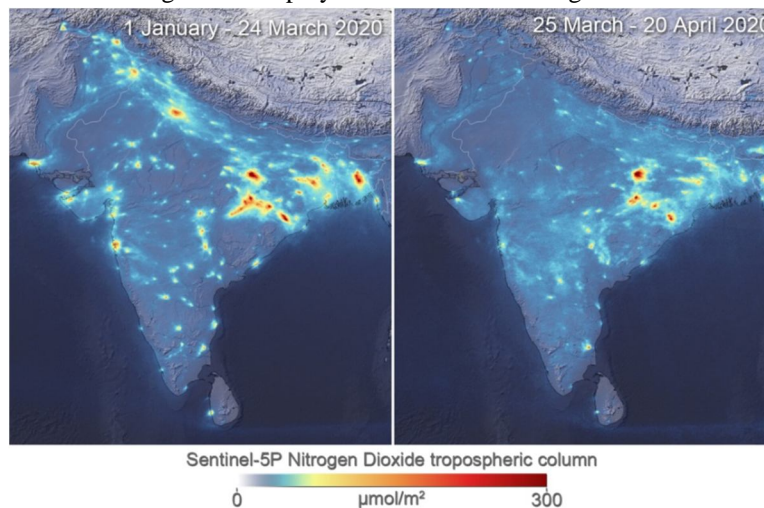 1 January - 24 March 2020
25 March - 20 April 2020
Sentinel-5P Nitrogen Dioxide tropospheric column
0
µmol/m²
300